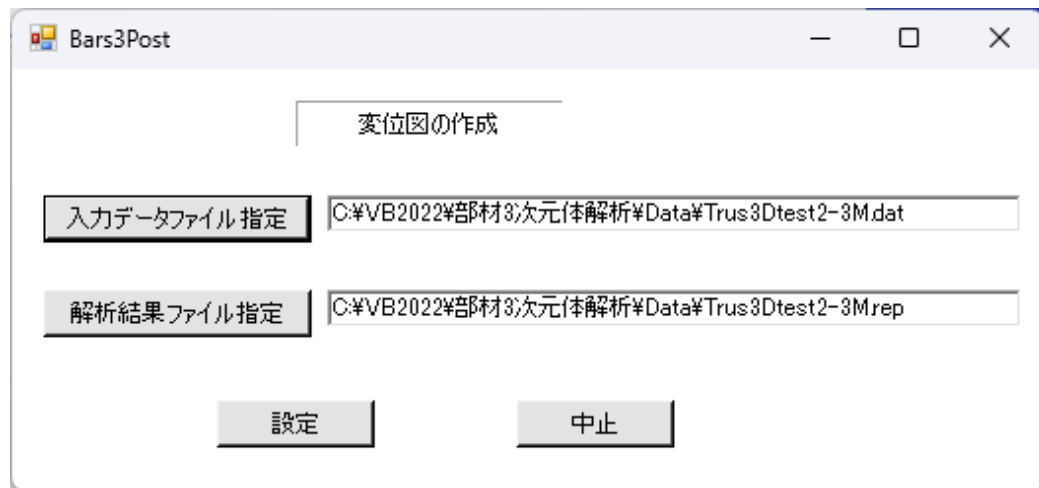 Bars3Post
変位図の作成
入力データファイル指定
C:¥VB2022¥部材3次元体解析¥Data¥Trus3Dtest2-3M.dat
解析結果ファイル指定
C:¥VB2022¥部材3次元体解析¥Data¥Trus3Dtest2-3M.rep
設定
中止